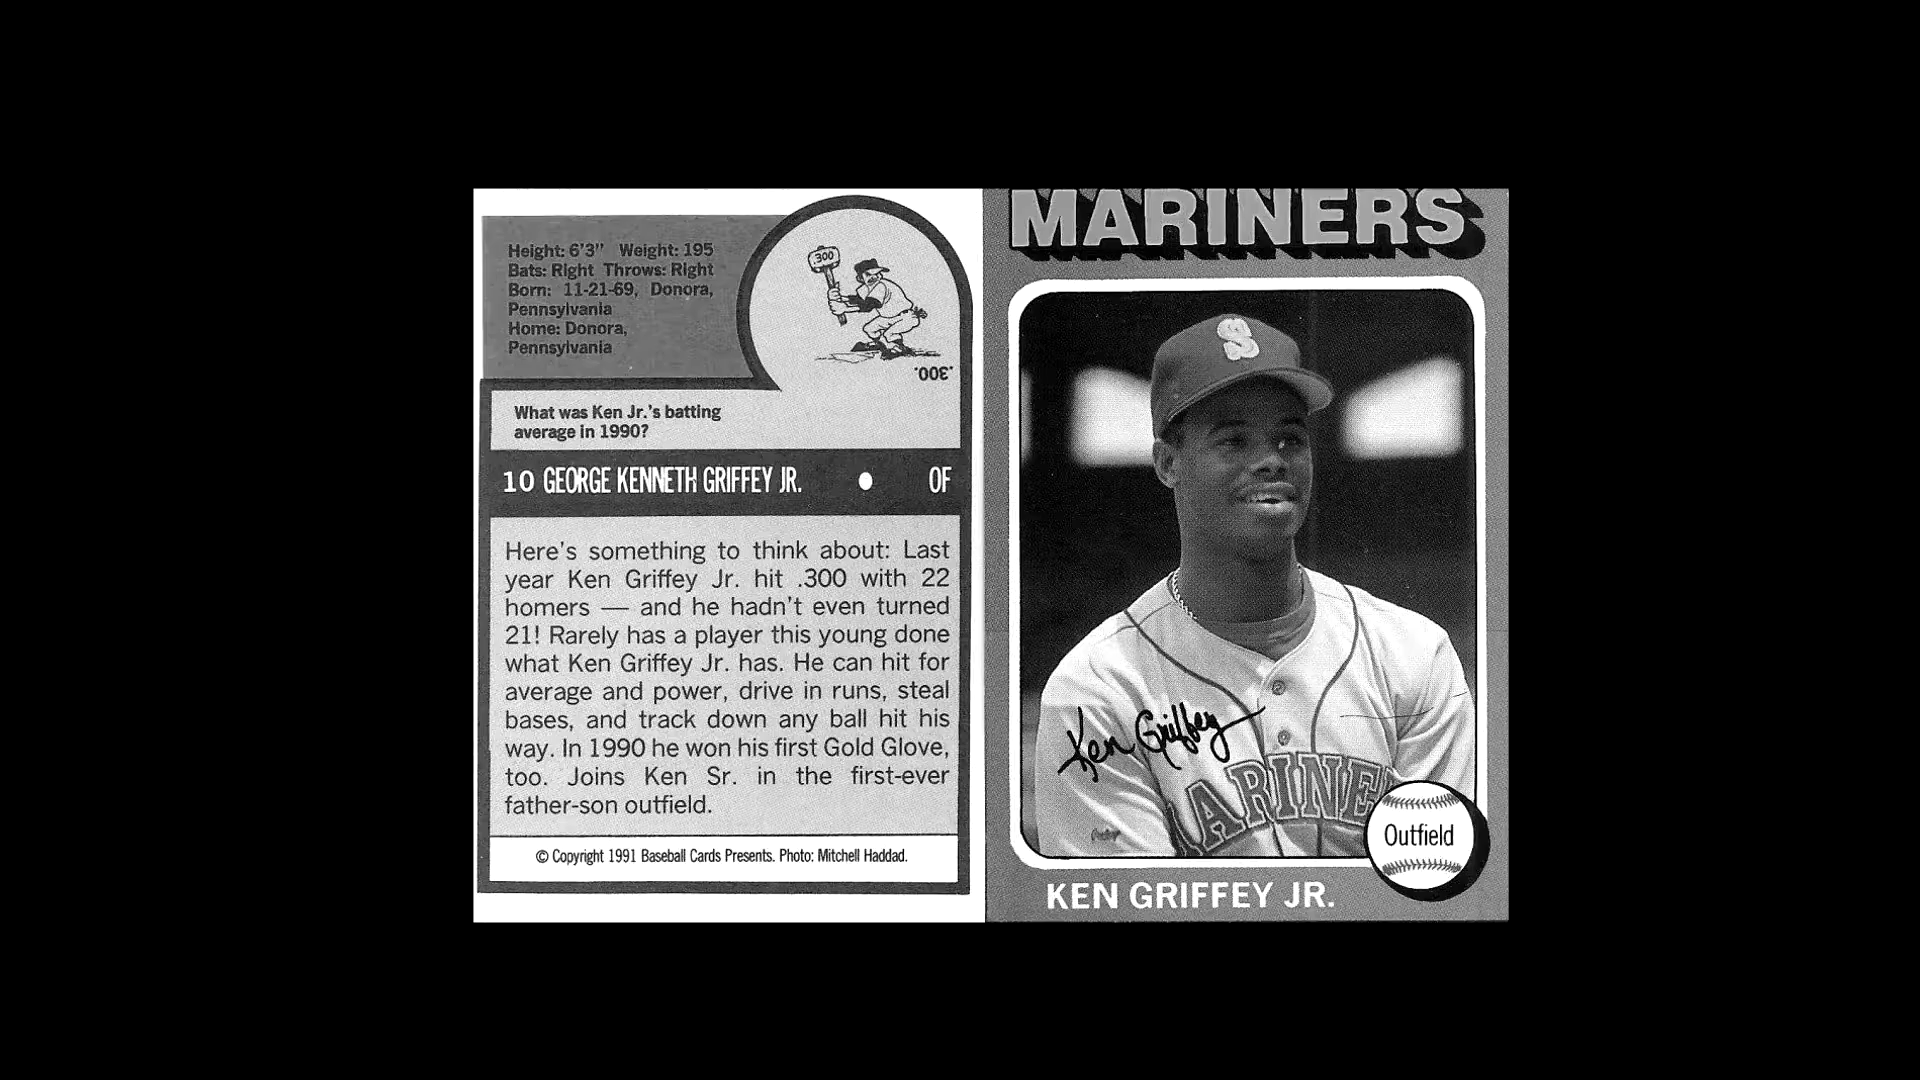 Height: 6'3" Weight: 195
Bats: Right Throws: Right
Born: 11-21-69, Donora,
Pennsylvania
Home: Donora,
Pennsylvania
.300
.300.
What was Ken Jr.'s batting
average in 1990?
10 GEORGE KENNETH GRIFFEY JR. • OF
Here's something to think about: Last
year Ken Griffey Jr. hit .300 with 22
homers — and he hadn't even turned
21! Rarely has a player this young done
what Ken Griffey Jr. has. He can hit for
average and power, drive in runs, steal
bases, and track down any ball hit his
way. In 1990 he won his first Gold Glove,
too. Joins Ken Sr. in the first-ever
father-son outfield.
© Copyright 1991 Baseball Cards Presents. Photo: Mitchell Haddad.
MARINERS
S
Ken Griffey
MARINE
Outfield
KEN GRIFFEY JR.